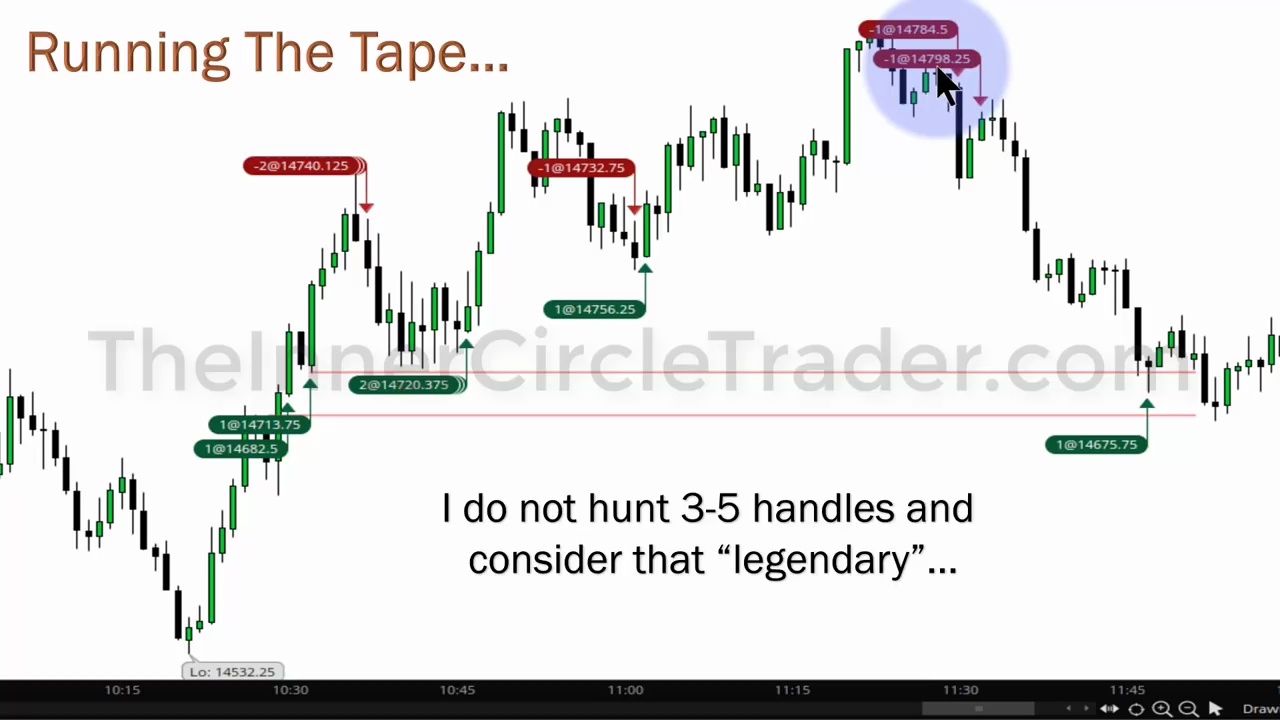 Running The Tape...
-1@14784.5
-1@14798.25
-2@14740.125
-1@14732.75
1@14756.25
TheInnerCircleTrader.com
2@14720.375
1@14713.75
1@14682.5
1@14675.75
I do not hunt 3-5 handles and
consider that “legendary”...
Lo: 14532.25
10:15 10:30 10:45 11:00 11:15 11:30 11:45
Draw